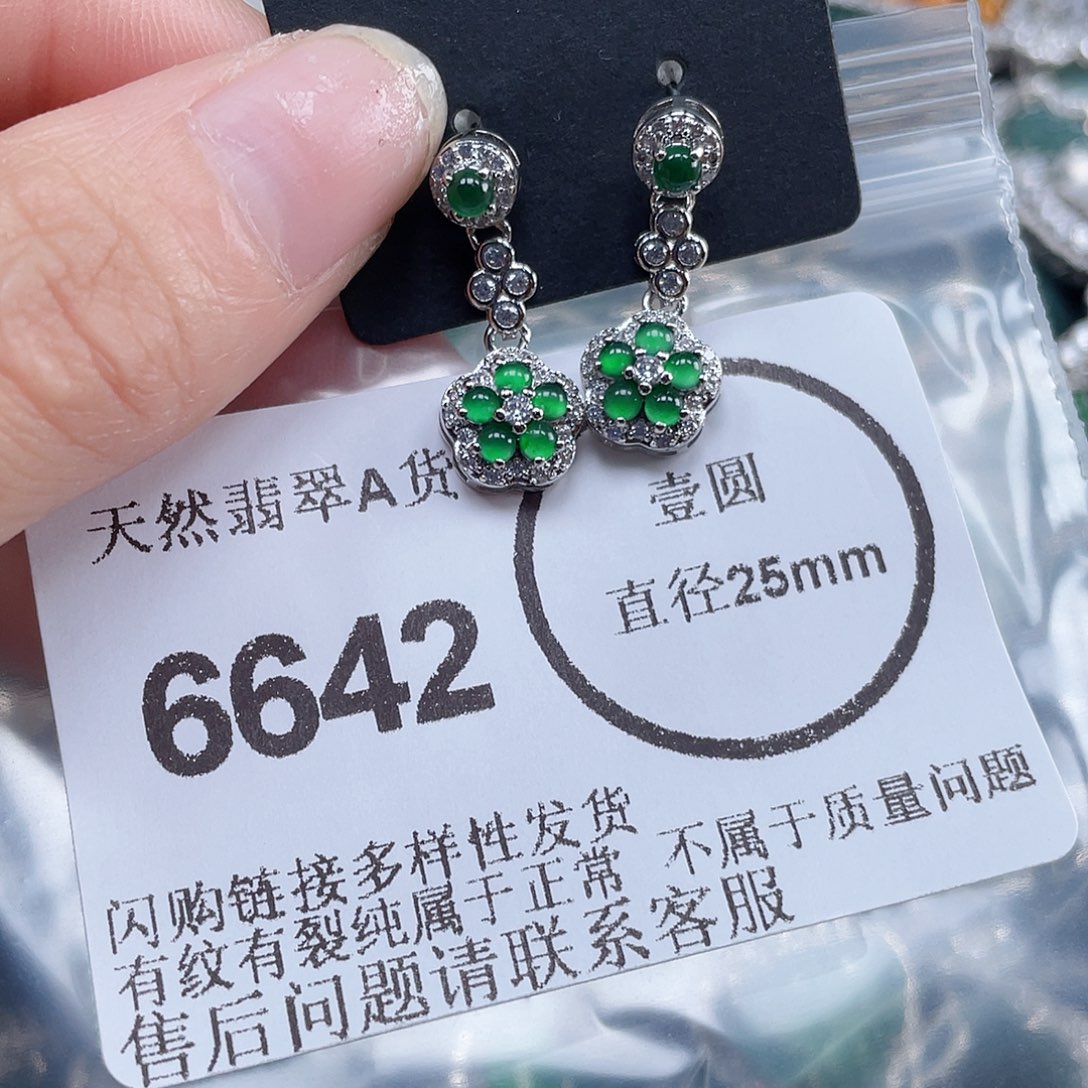 天然翡翠A货
壹圆
直径25mm
6642
闪购链接多样性发货
有纹有裂纯属于正常 不属于质量问题
售后问题请联系客服